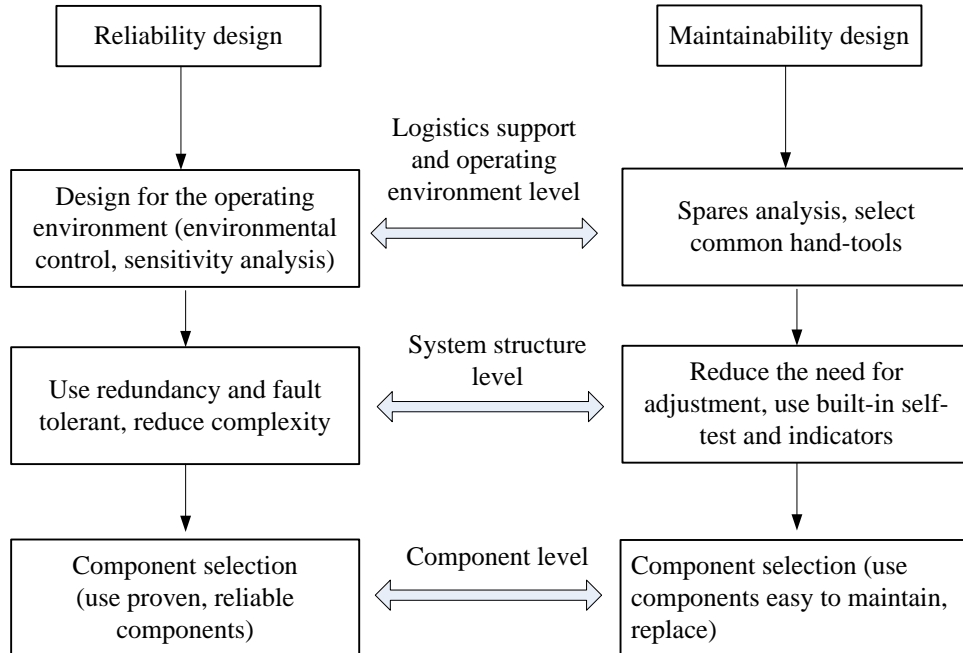 Reliability design
Maintainability design
Logistics support
and operating
environment level
Design for the operating
environment (environmental
control, sensitivity analysis)
Spares analysis, select
common hand-tools
System structure
level
Use redundancy and fault
tolerant, reduce complexity
Reduce the need for
adjustment, use built-in self-
test and indicators
Component level
Component selection
(use proven, reliable
components)
Component selection (use
components easy to maintain,
replace)